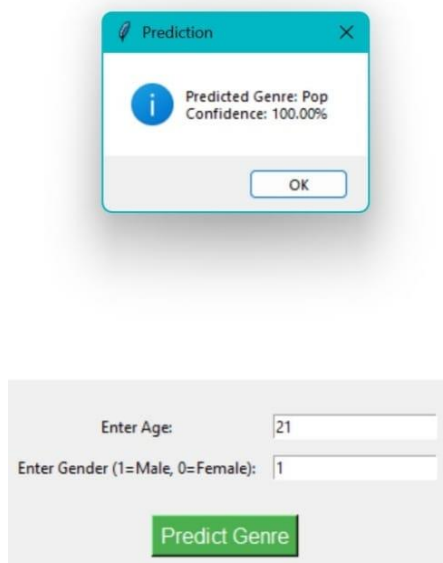 Prediction
Predicted Genre: Pop
Confidence: 100.00%
OK
Enter Age: 21
Enter Gender (1=Male, 0=Female): 1
Predict Genre